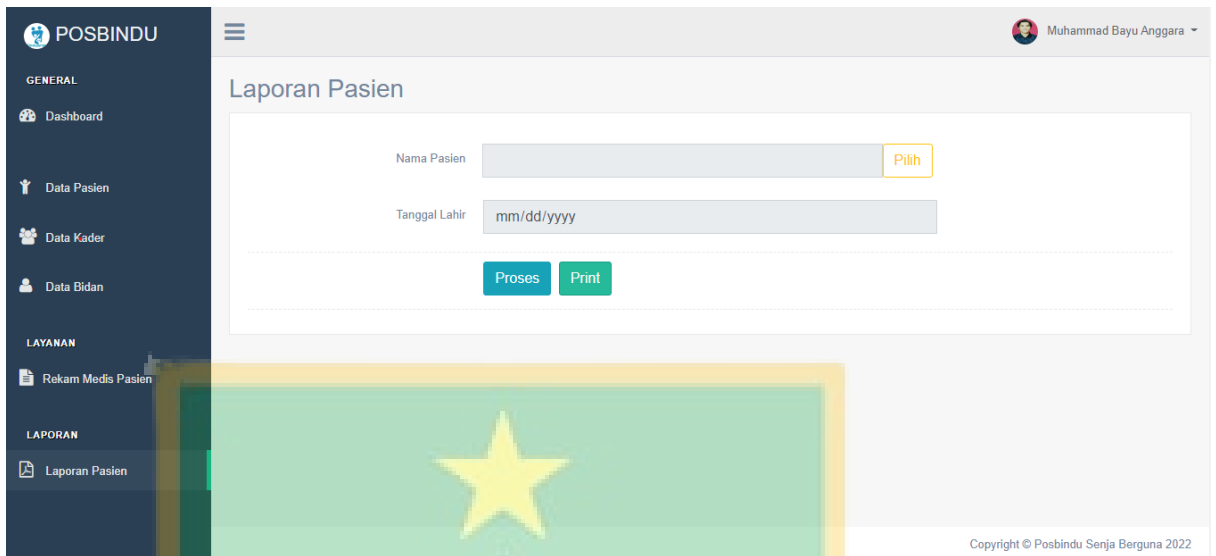 POSBINDU
Muhammad Bayu Anggara
GENERAL
Dashboard
Data Pasien
Data Kader
Data Bidan
LAYANAN
Rekam Medis Pasien
LAPORAN
Laporan Pasien
Laporan Pasien
Nama Pasien
Pilih
Tanggal Lahir
mm/dd/yyyy
Proses
Print
Copyright © Posbindu Senja Berguna 2022